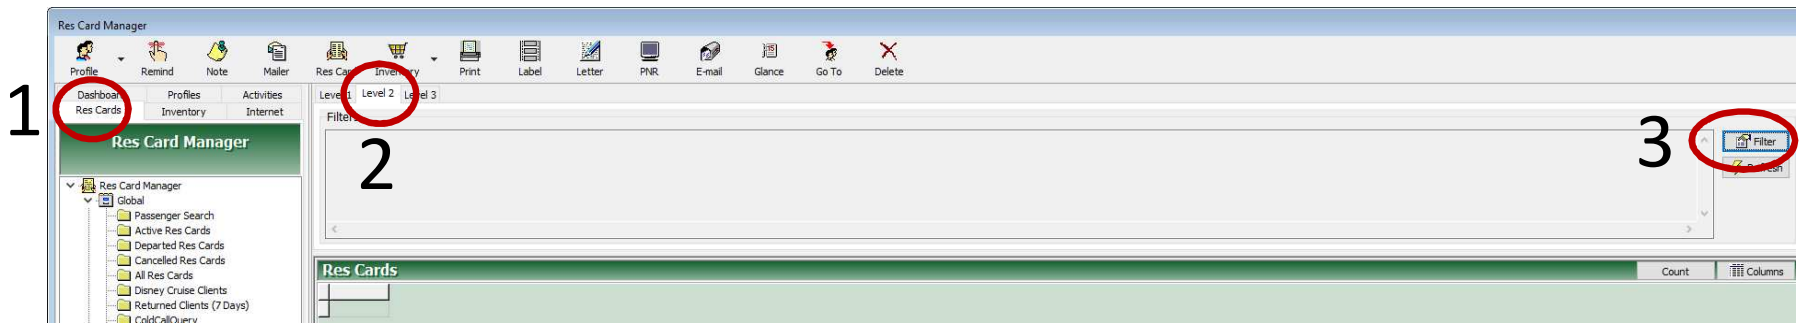 Res Card Manager
Profile Remind Note Mailer Res Card Inventory Print Label Letter PNR E-mail Glance Go To Delete
1
Dashboard Profiles Activities
Res Cards Inventory Internet
Level 1 Level 2 Level 3
Filters
2
3
Filter
Refresh
Res Card Manager
Res Card Manager
Global
Passenger Search
Active Res Cards
Departed Res Cards
Cancelled Res Cards
All Res Cards
Disney Cruise Clients
Returned Clients (7 Days)
ColdCallQuery
Res Cards Count Columns